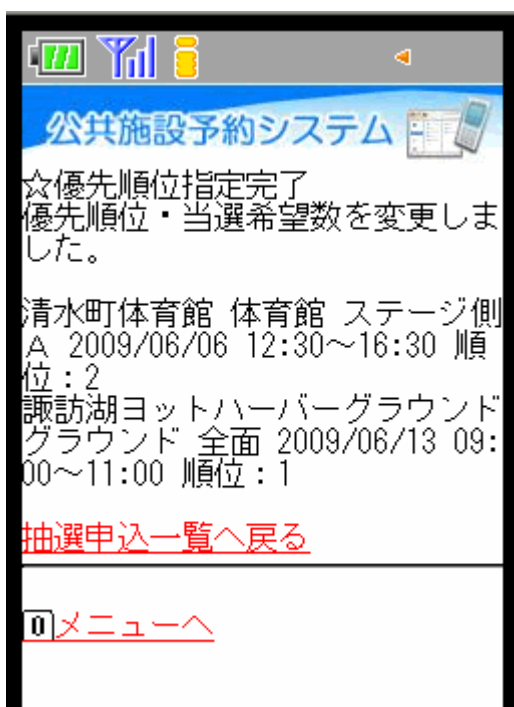 公共施設予約システム
☆優先順位指定完了
優先順位・当選希望数を変更しま
した。
清水町体育館 体育館 ステージ側
A 2009/06/06 12:30～16:30 順
位：2
諏訪湖ヨットハーバーグラウンド
グラウンド 全面 2009/06/13 09:
00～11:00 順位：1
抽選申込一覧へ戻る
0メニューへ